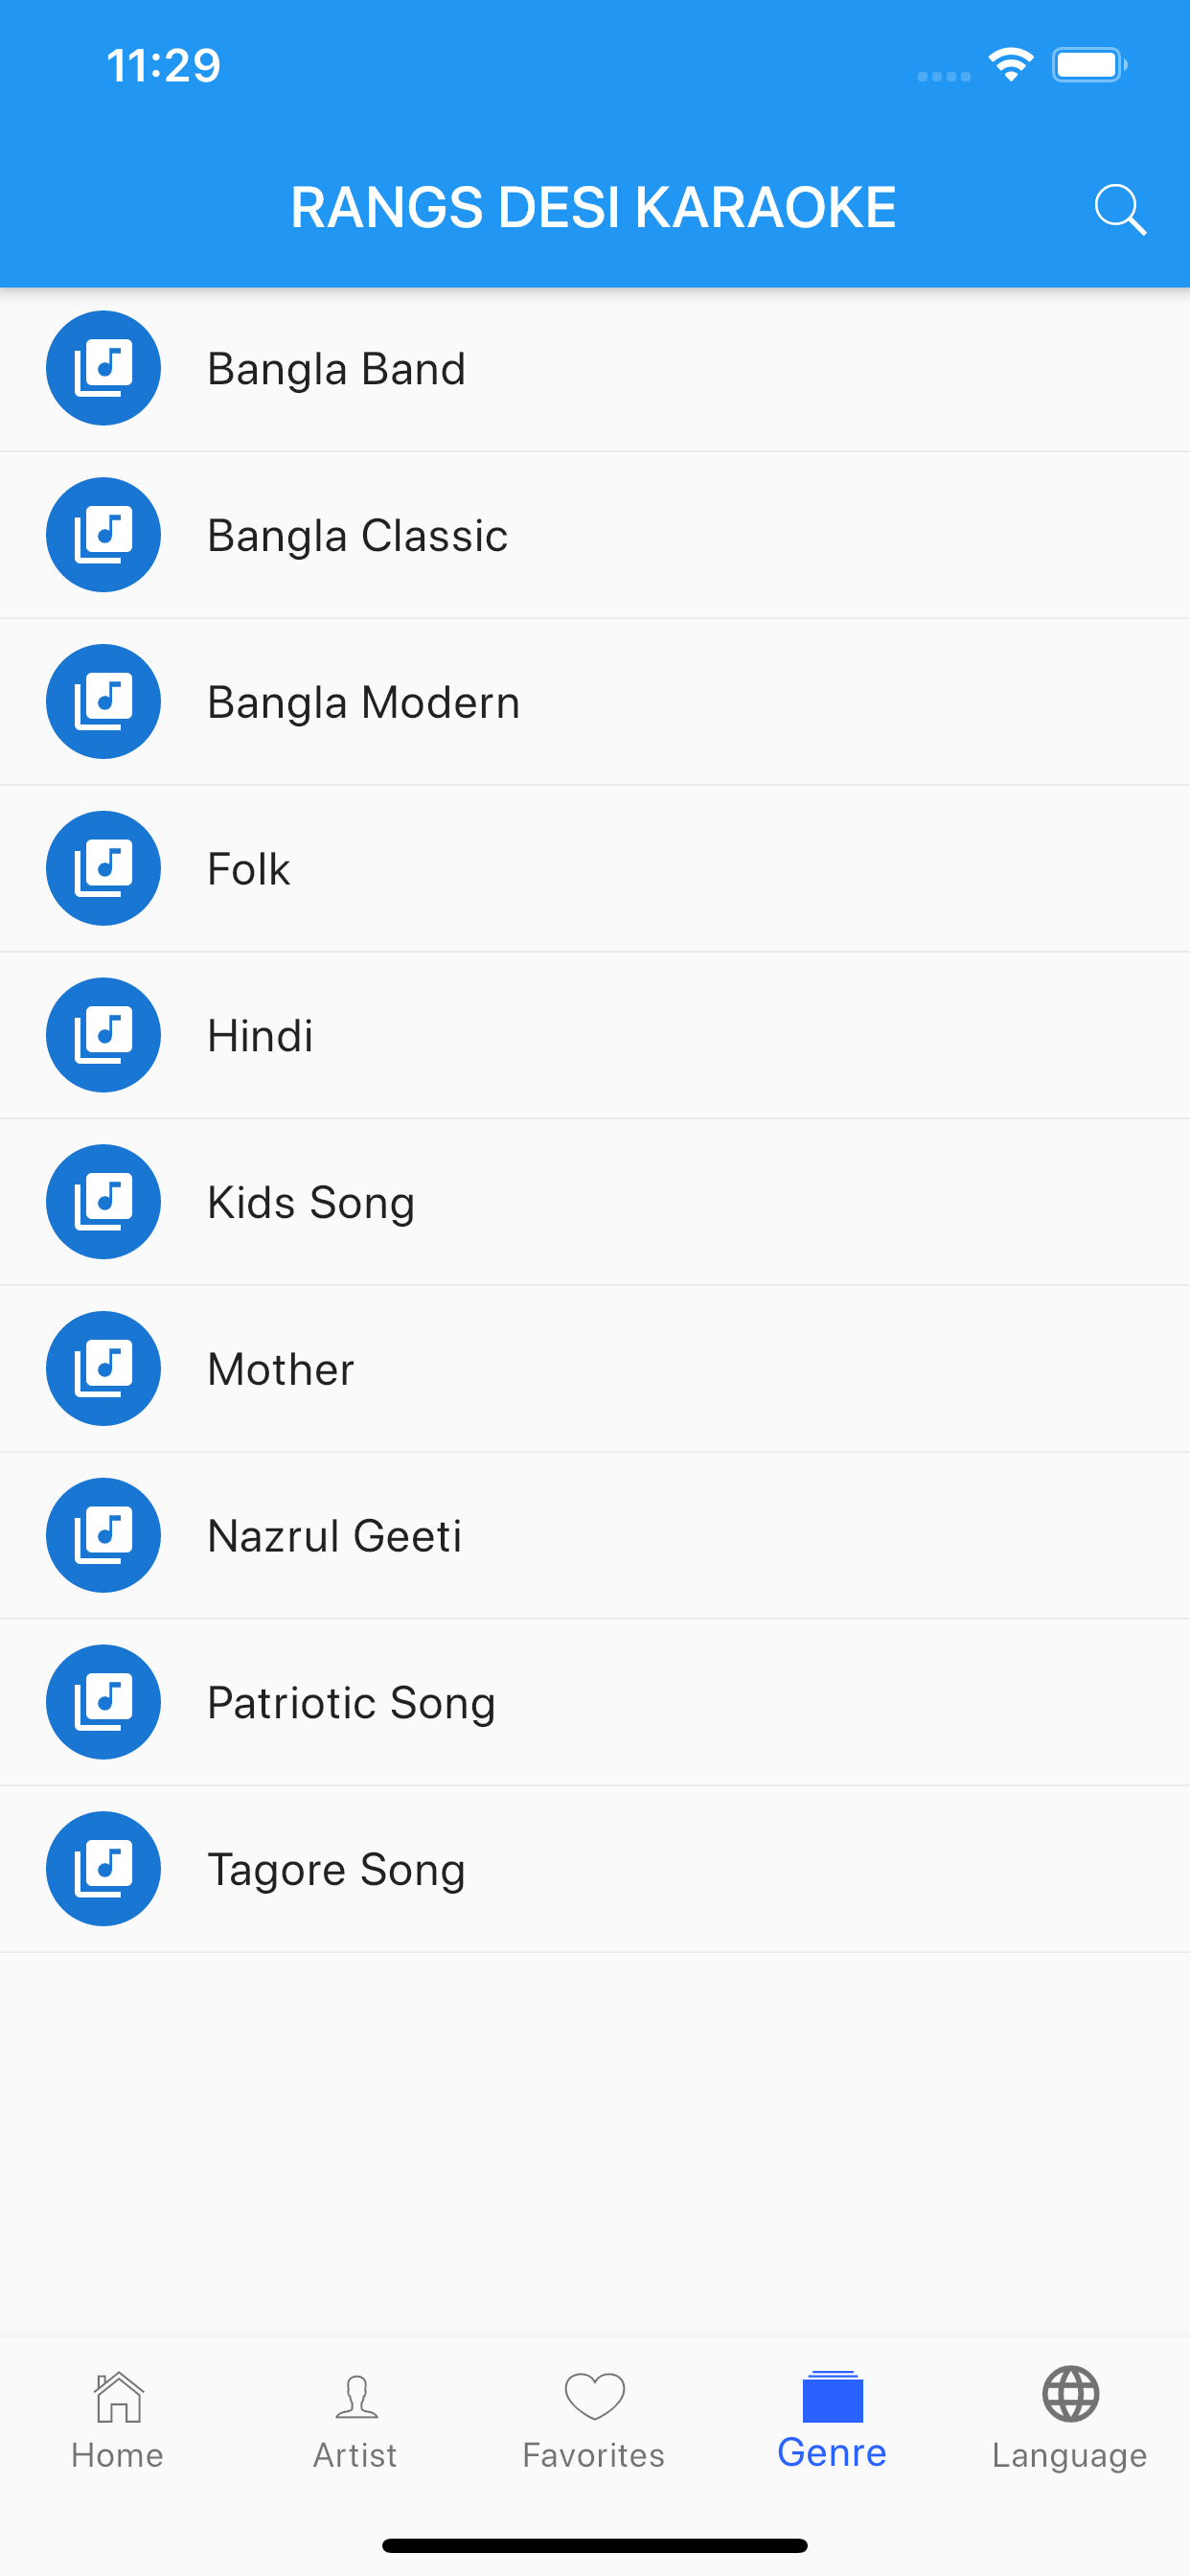 11:29
RANGS DESI KARAOKE
Bangla Band
Bangla Classic
Bangla Modern
Folk
Hindi
Kids Song
Mother
Nazrul Geeti
Patriotic Song
Tagore Song
Home Artist Favorites Genre Language